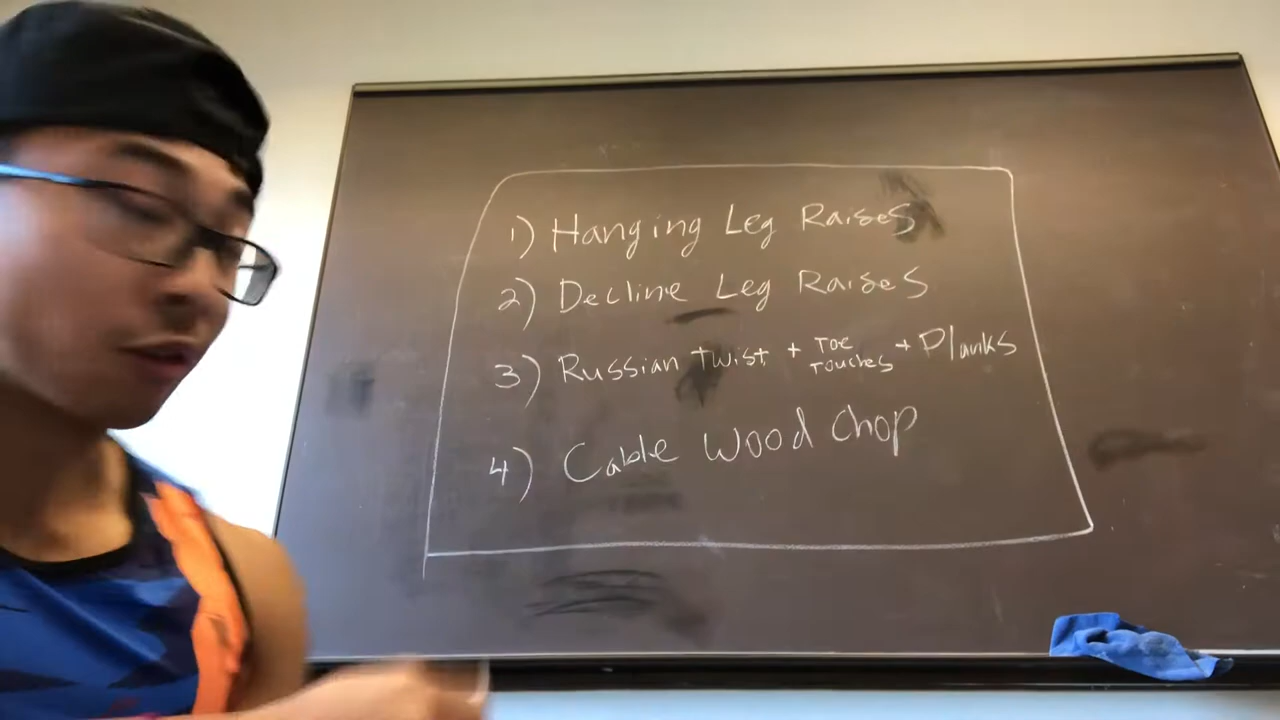 1) Hanging Leg Raises
2) Decline Leg Raises
3) Russian twist + Toe Touches + Planks
4) Cable Wood Chop